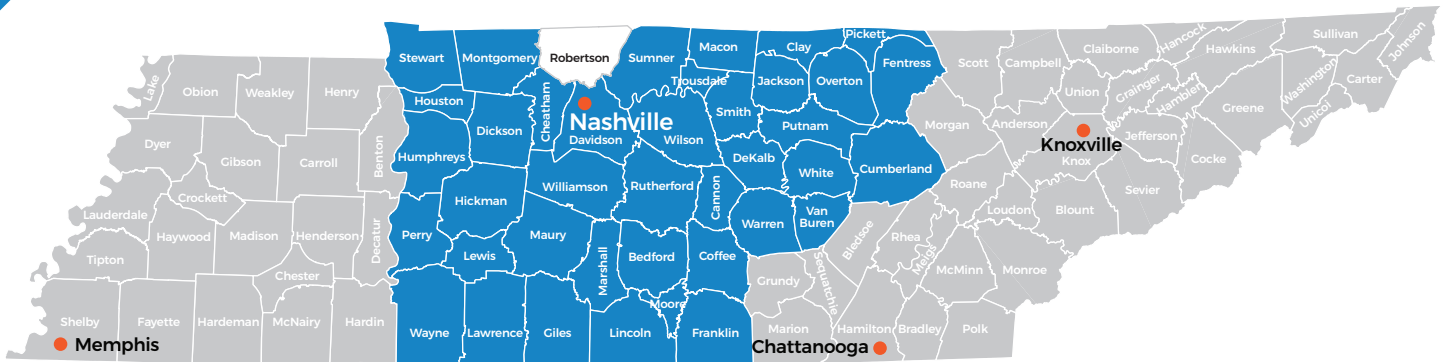 Lake
Obion
Weakley
Henry
Dyer
Gibson
Carroll
Benton
Crockett
Lauderdale
Haywood
Madison
Henderson
Decatur
Tipton
Chester
Shelby
Fayette
Hardeman
McNairy
Hardin
Memphis
Stewart
Montgomery
Robertson
Sumner
Macon
Clay
Pickett
Fentress
Trousdale
Jackson
Overton
Houston
Dickson
Cheatham
Nashville
Davidson
Wilson
Smith
Putnam
Humphreys
DeKalb
White
Cumberland
Williamson
Rutherford
Cannon
Hickman
Warren
Van
Buren
Perry
Lewis
Maury
Marshall
Bedford
Coffee
Moore
Wayne
Lawrence
Giles
Lincoln
Franklin
Scott
Campbell
Claiborne
Hancock
Hawkins
Sullivan
Johnson
Union
Grainger
Hamblen
Washington
Carter
Greene
Unicoi
Morgan
Anderson
Knoxville
Knox
Jefferson
Cocke
Roane
Loudon
Blount
Sevier
Bledsoe
Rhea
Meigs
McMinn
Monroe
Grundy
Sequatchie
Marion
Hamilton
Bradley
Polk
Chattanooga